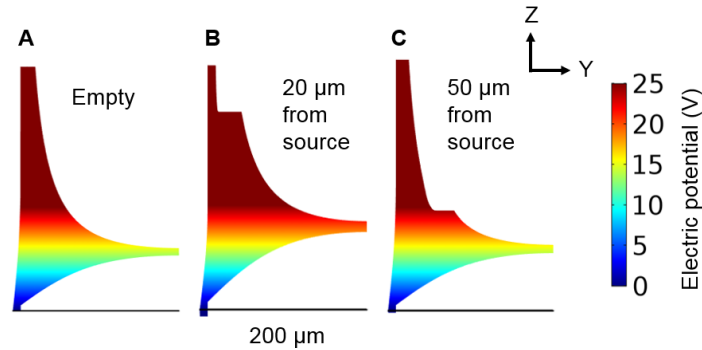 A
B
C
Z
Y
Empty
20 µm
from
source
50 µm
from
source
200 µm
25
20
15
10
5
0
Electric potential (V)